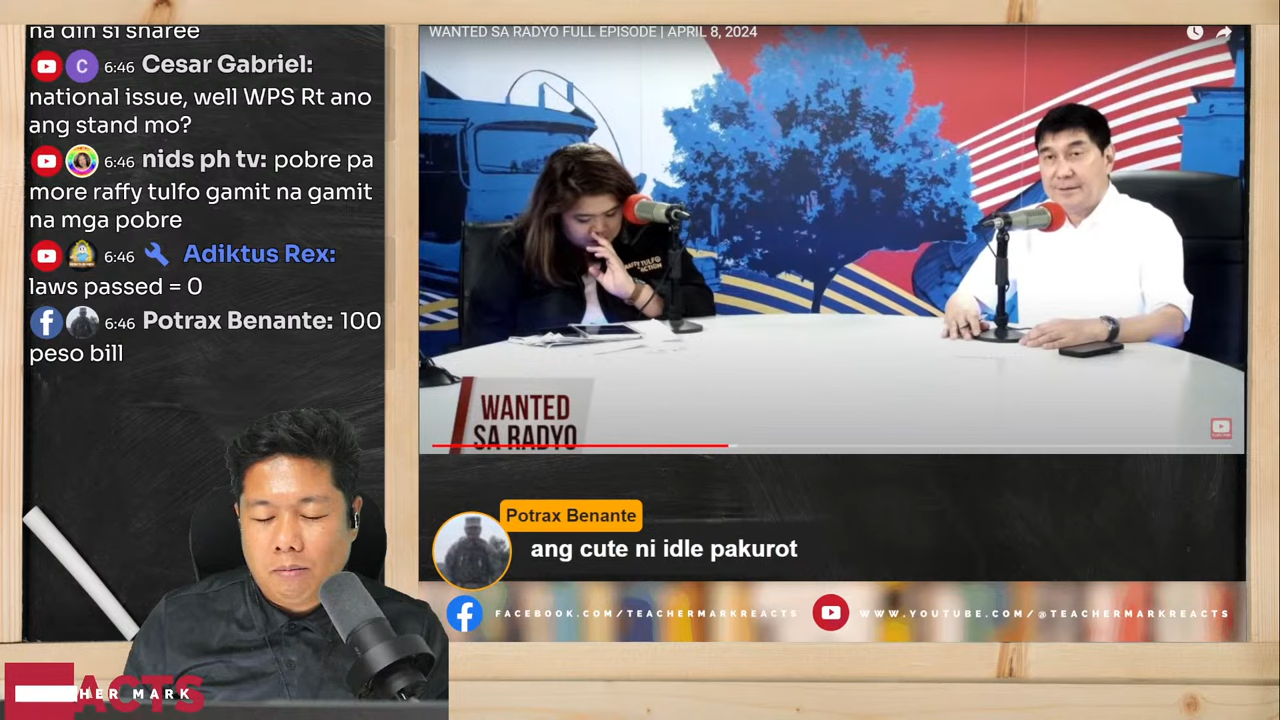 na din si sharee
6:46 Cesar Gabriel:
national issue, well WPS Rt ano
ang stand mo?
6:46 nids ph tv: pobre pa
more raffy tulfo gamit na gamit
na mga pobre
6:46 Adiktus Rex:
laws passed = 0
6:46 Potrax Benante: 100
peso bill
WANTED SA RADYO FULL EPISODE | APRIL 8, 2024
WANTED
SA RADYO
Potrax Benante
ang cute ni idle pakurot
FACEBOOK.COM/TEACHERMARKREACTS
WWW.YOUTUBE.COM/@TEACHERMARKREACTS
HER MARK
ACTS